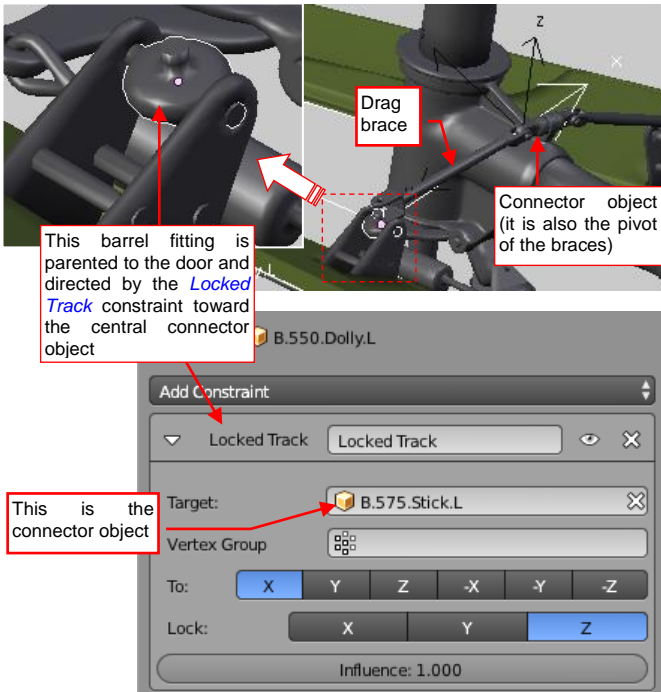 Z
X
Drag
brace
Connector object
(it is also the pivot
of the braces)
This barrel fitting is
parented to the door and
directed by the Locked
Track constraint toward
the central connector
object
B.550.Dolly.L
Add Constraint
Locked Track
Locked Track
This is the
connector object
Target:
B.575.Stick.L
Vertex Group
To:
X
Y
Z
-X
-Y
-Z
Lock:
X
Y
Z
Influence: 1.000